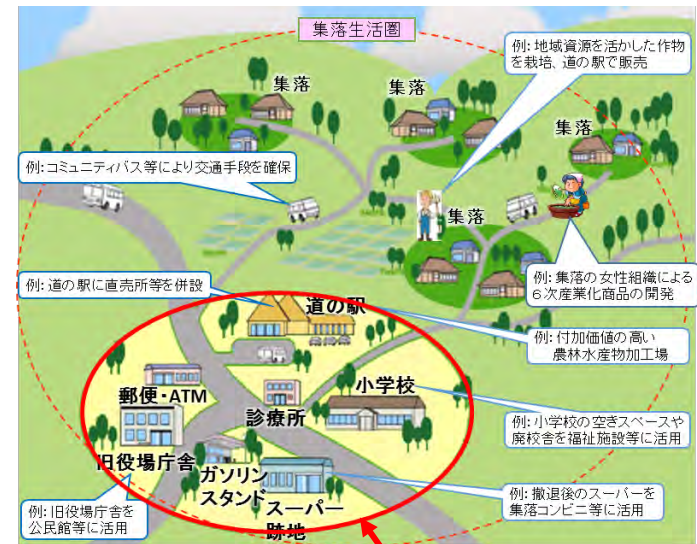 集落生活圏
例: 地域資源を活かした作物
を栽培、道の駅で販売
集落
集落
集落
例: コミュニティバス等により交通手段を確保
集落
例: 集落の女性組織による
6次産業化商品の開発
例: 道の駅に直売所等を併設
道の駅
例: 付加価値の高い
農林水産物加工場
郵便・ATM
小学校
診療所
例: 小学校の空きスペースや
廃校舎を福祉施設等に活用
旧役場庁舎
ガソリン
スタンド
スーパー
跡地
例: 撤退後のスーパーを
集落コンビニ等に活用
例: 旧役場庁舎を
公民館等に活用